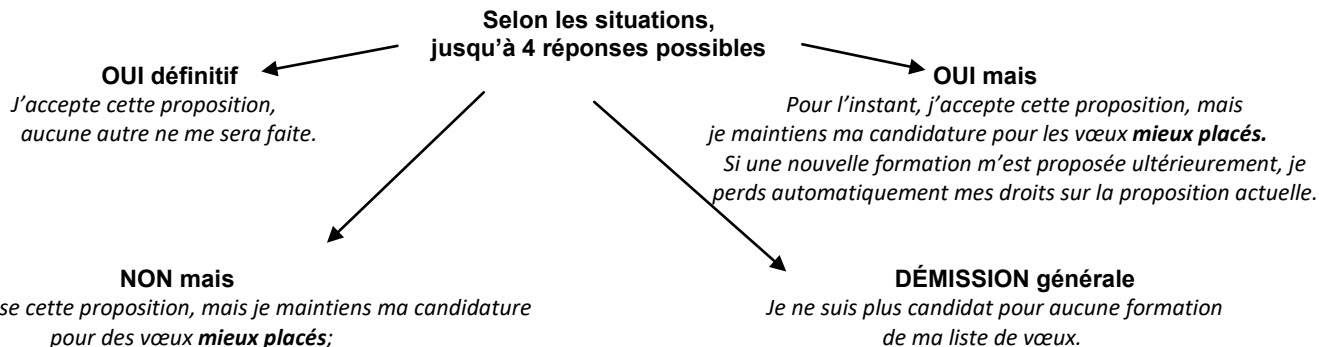 Selon les situations,
jusqu’à 4 réponses possibles
OUI définitif
J’accepte cette proposition,
aucune autre ne me sera faite.
OUI mais
Pour l’instant, j’accepte cette proposition, mais
je maintiens ma candidature pour les vœux mieux placés.
Si une nouvelle formation m’est proposée ultérieurement, je
perds automatiquement mes droits sur la proposition actuelle.
NON mais
cette proposition, mais je maintiens ma candidature
pour des vœux mieux placés;
DÉMISSION générale
Je ne suis plus candidat pour aucune formation
de ma liste de vœux.